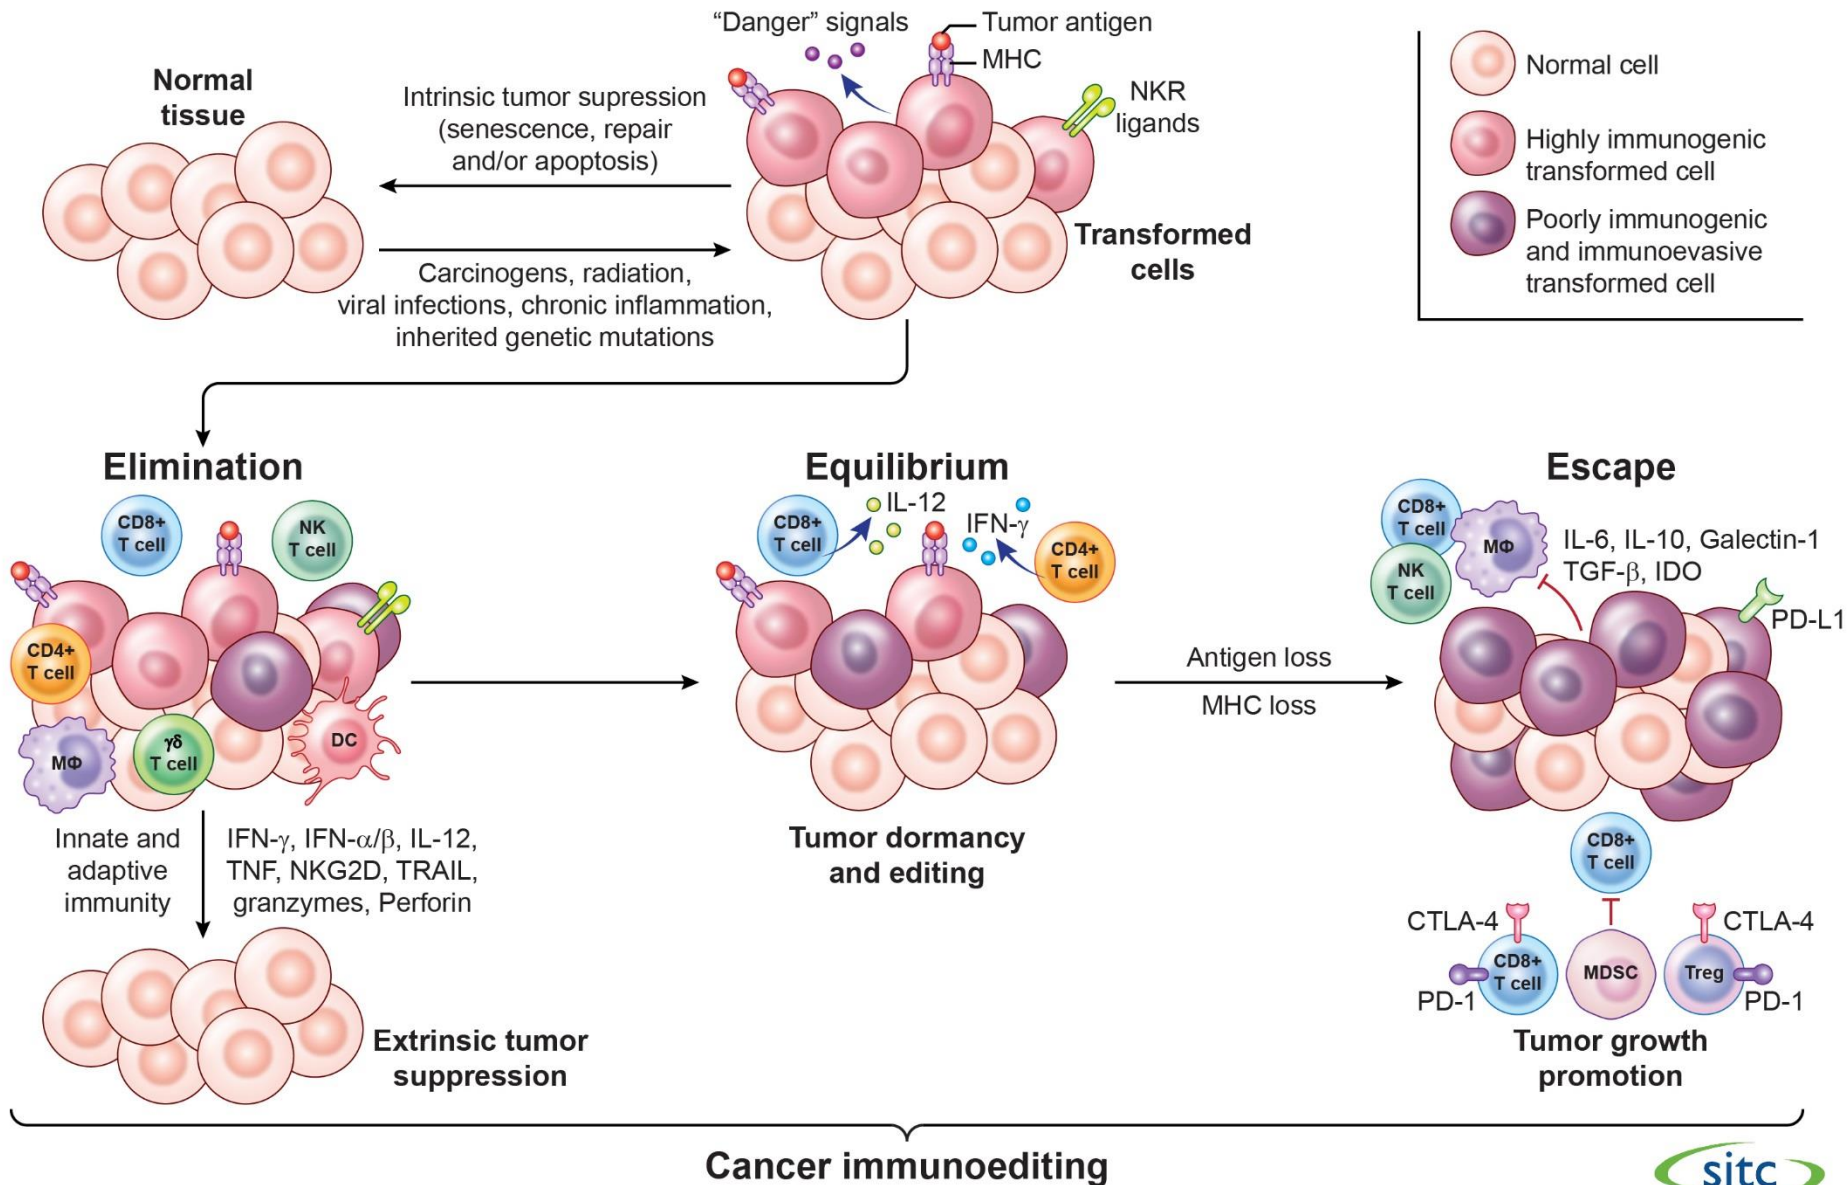 “Danger” signals
Tumor antigen
MHC
NKR
ligands
Normal
tissue
Intrinsic tumor supression
(senescence, repair
and/or apoptosis)
Carcinogens, radiation,
viral infections, chronic inflammation,
inherited genetic mutations
Transformed
cells
Normal cell
Highly immunogenic
transformed cell
Poorly immunogenic
and immunoevasive
transformed cell
Elimination
CD8+
T cell
NK
T cell
CD4+
T cell
MΦ
γδ
T cell
DC
Innate and
adaptive
immunity
IFN-γ, IFN-α/β, IL-12,
TNF, NKG2D, TRAIL,
granzymes, Perforin
Extrinsic tumor
suppression
Equilibrium
CD8+
T cell
IL-12
IFN-γ
CD4+
T cell
Tumor dormancy
and editing
Antigen loss
MHC loss
Escape
CD8+
T cell
MΦ
NK
T cell
IL-6, IL-10, Galectin-1
TGF-β, IDO
PD-L1
CD8+
T cell
CTLA-4
CTLA-4
CD8+
T cell
MDSC
Treg
PD-1
PD-1
Tumor growth
promotion
Cancer immunoediting
sitc